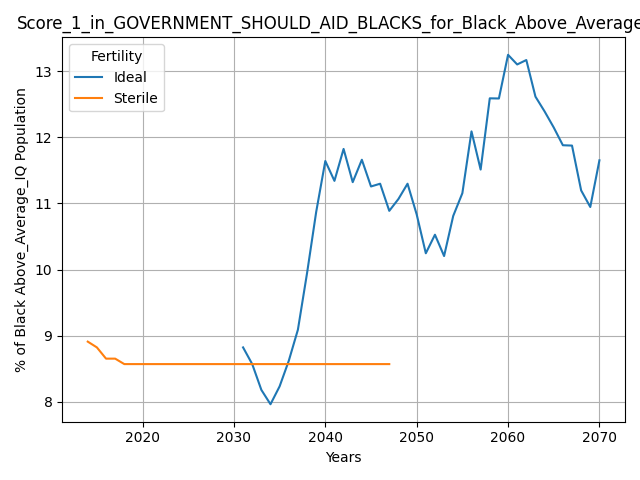 Score_1_in_GOVERNMENT_SHOULD_AID_BLACKS_for_Black_Above_Average
Fertility
Ideal
Sterile
% of Black Above_Average_IQ Population
13
12
11
10
9
8
2020 2030 2040 2050 2060 2070
Years